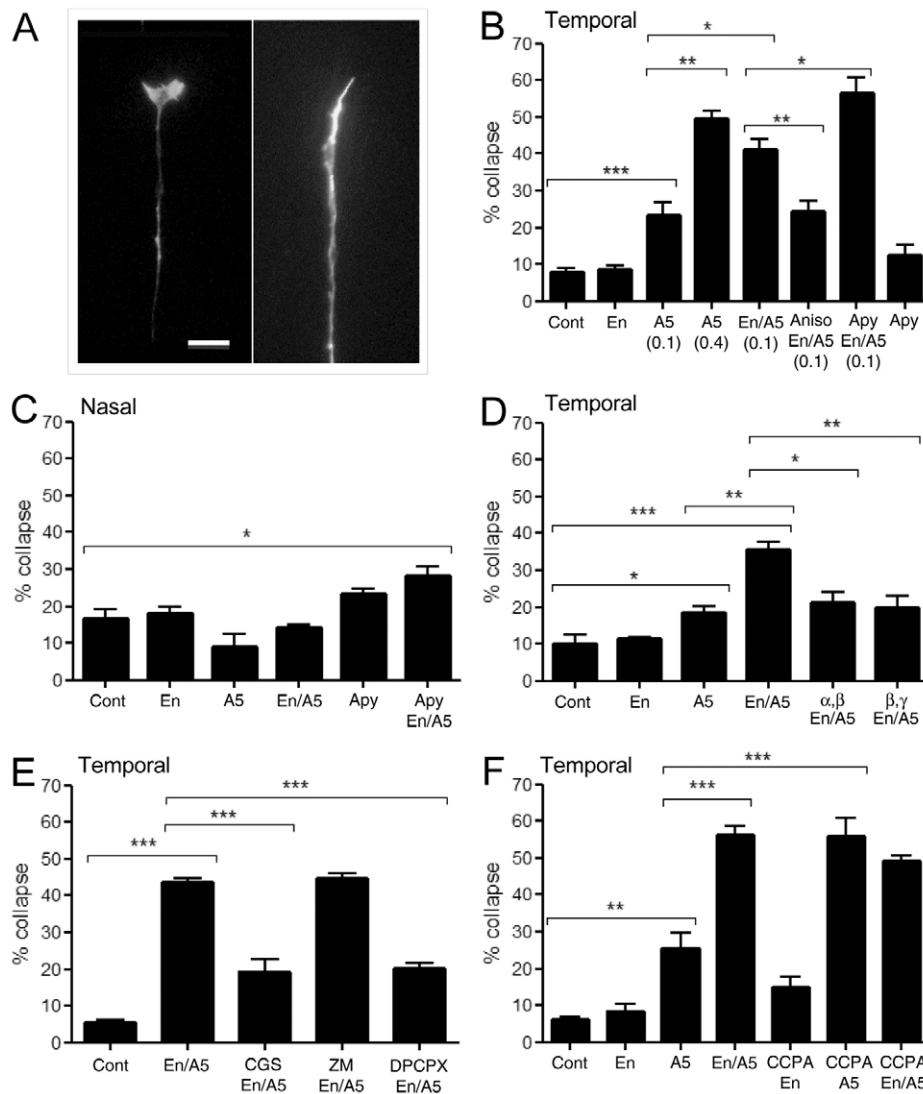 A
B Temporal
% collapse
70
60
50
40
30
20
10
0
*
**
*
**
***
Cont En A5 A5 En/A5 Aniso Apy Apy
(0.1) (0.4) (0.1) En/A5 En/A5
(0.1) (0.1)
C Nasal
% collapse
70
60
50
40
30
20
10
0
*
Cont En A5 En/A5 Apy Apy
En/A5
D Temporal
% collapse
70
60
50
40
30
20
10
0
**
*
**
***
*
Cont En A5 En/A5 α,β β,γ
En/A5 En/A5
E Temporal
% collapse
70
60
50
40
30
20
10
0
***
***
***
Cont En/A5 CGS ZM DPCPX
En/A5 En/A5 En/A5
F Temporal
% collapse
70
60
50
40
30
20
10
0
***
***
**
Cont En A5 En/A5 CCPA CCPA CCPA
En A5 En/A5